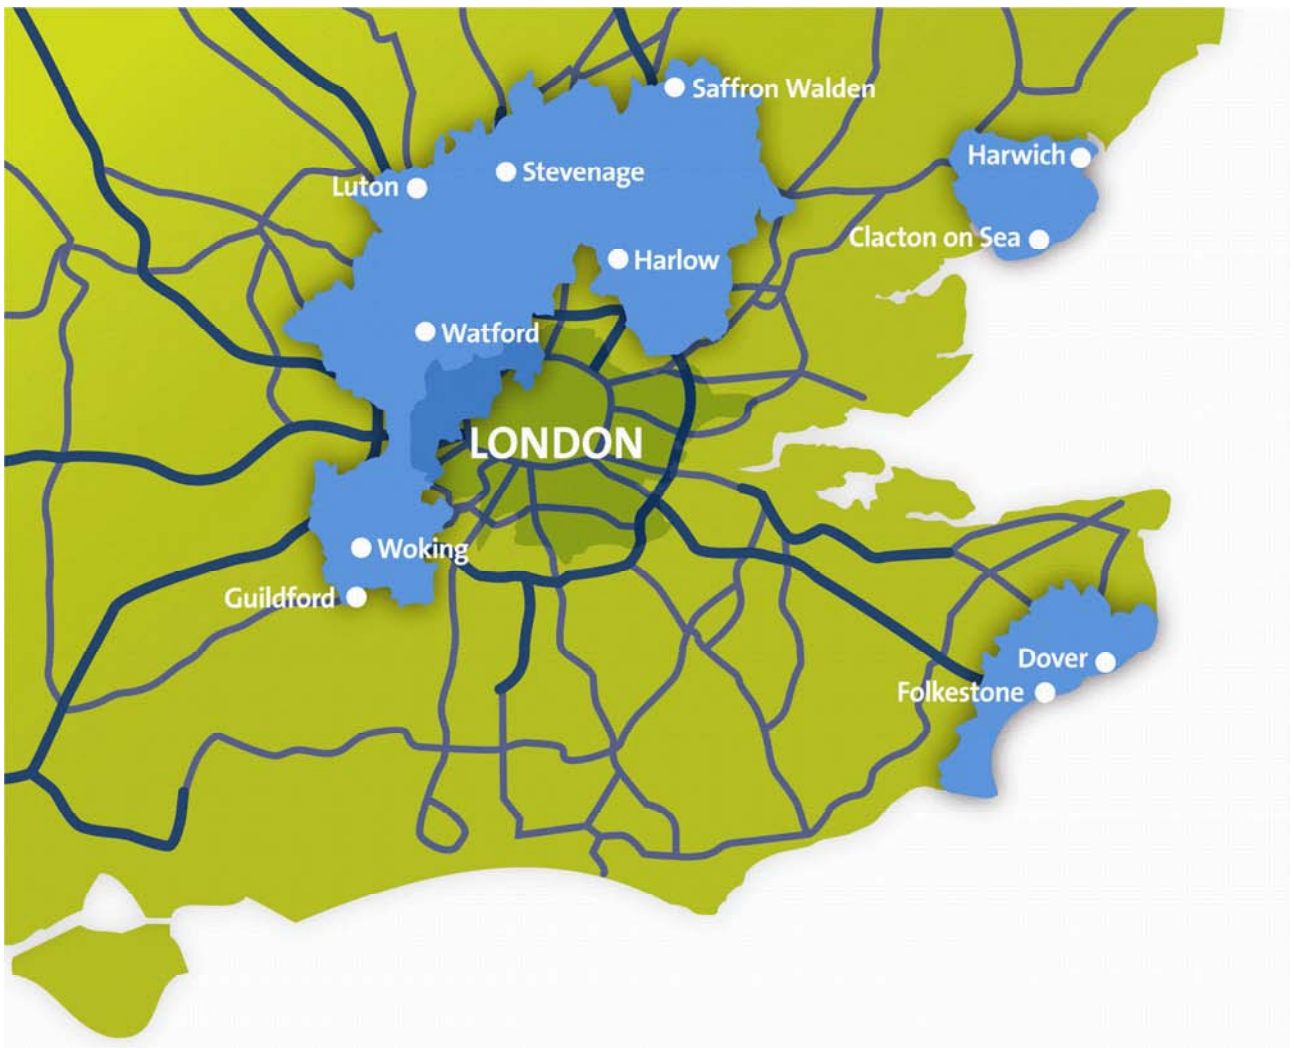 Saffron Walden
Harwich
Stevenage
Luton
Clacton on Sea
Harlow
Watford
LONDON
Woking
Guildford
Dover
Folkestone